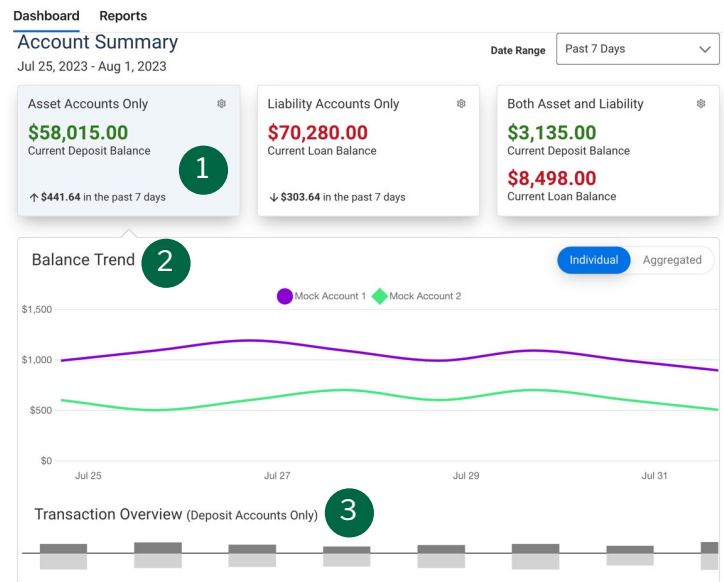 Dashboard Reports
Account Summary
Jul 25, 2023 - Aug 1, 2023
Date Range Past 7 Days
Asset Accounts Only
$58,015.00
Current Deposit Balance
1
↑ $441.64 in the past 7 days
Liability Accounts Only
$70,280.00
Current Loan Balance
↓ $303.64 in the past 7 days
Both Asset and Liability
$3,135.00
Current Deposit Balance
$8,498.00
Current Loan Balance
Balance Trend 2
Individual Aggregated
Mock Account 1 Mock Account 2
$1,500
$1,000
$500
$0
Jul 25 Jul 27 Jul 29 Jul 31
Transaction Overview (Deposit Accounts Only) 3